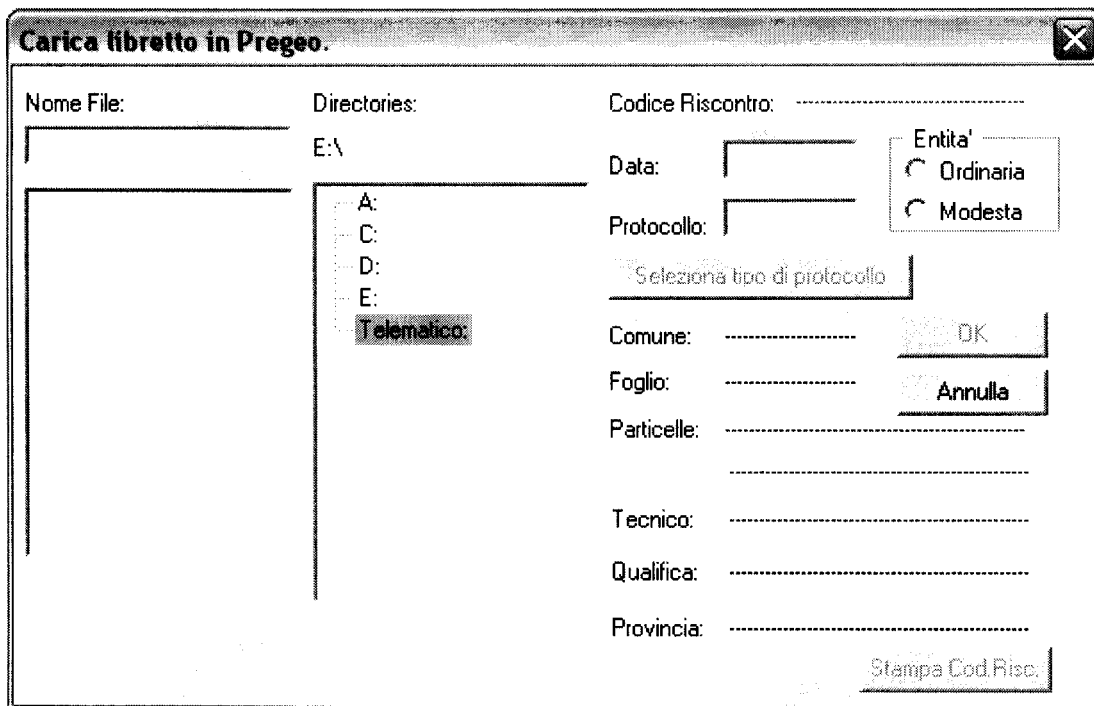 Carica libretto in Pregeo.
Nome File:
Directories:
E:\
A:
C:
D:
E:
Telematico:
Codice Riscontro:
Data:
Protocollo:
Entita'
Ordinaria
Modesta
Seleziona tipo di protocollo
Comune:
OK
Foglio:
Annulla
Particelle:
Tecnico:
Qualifica:
Provincia:
Stampa Cod.Risc.